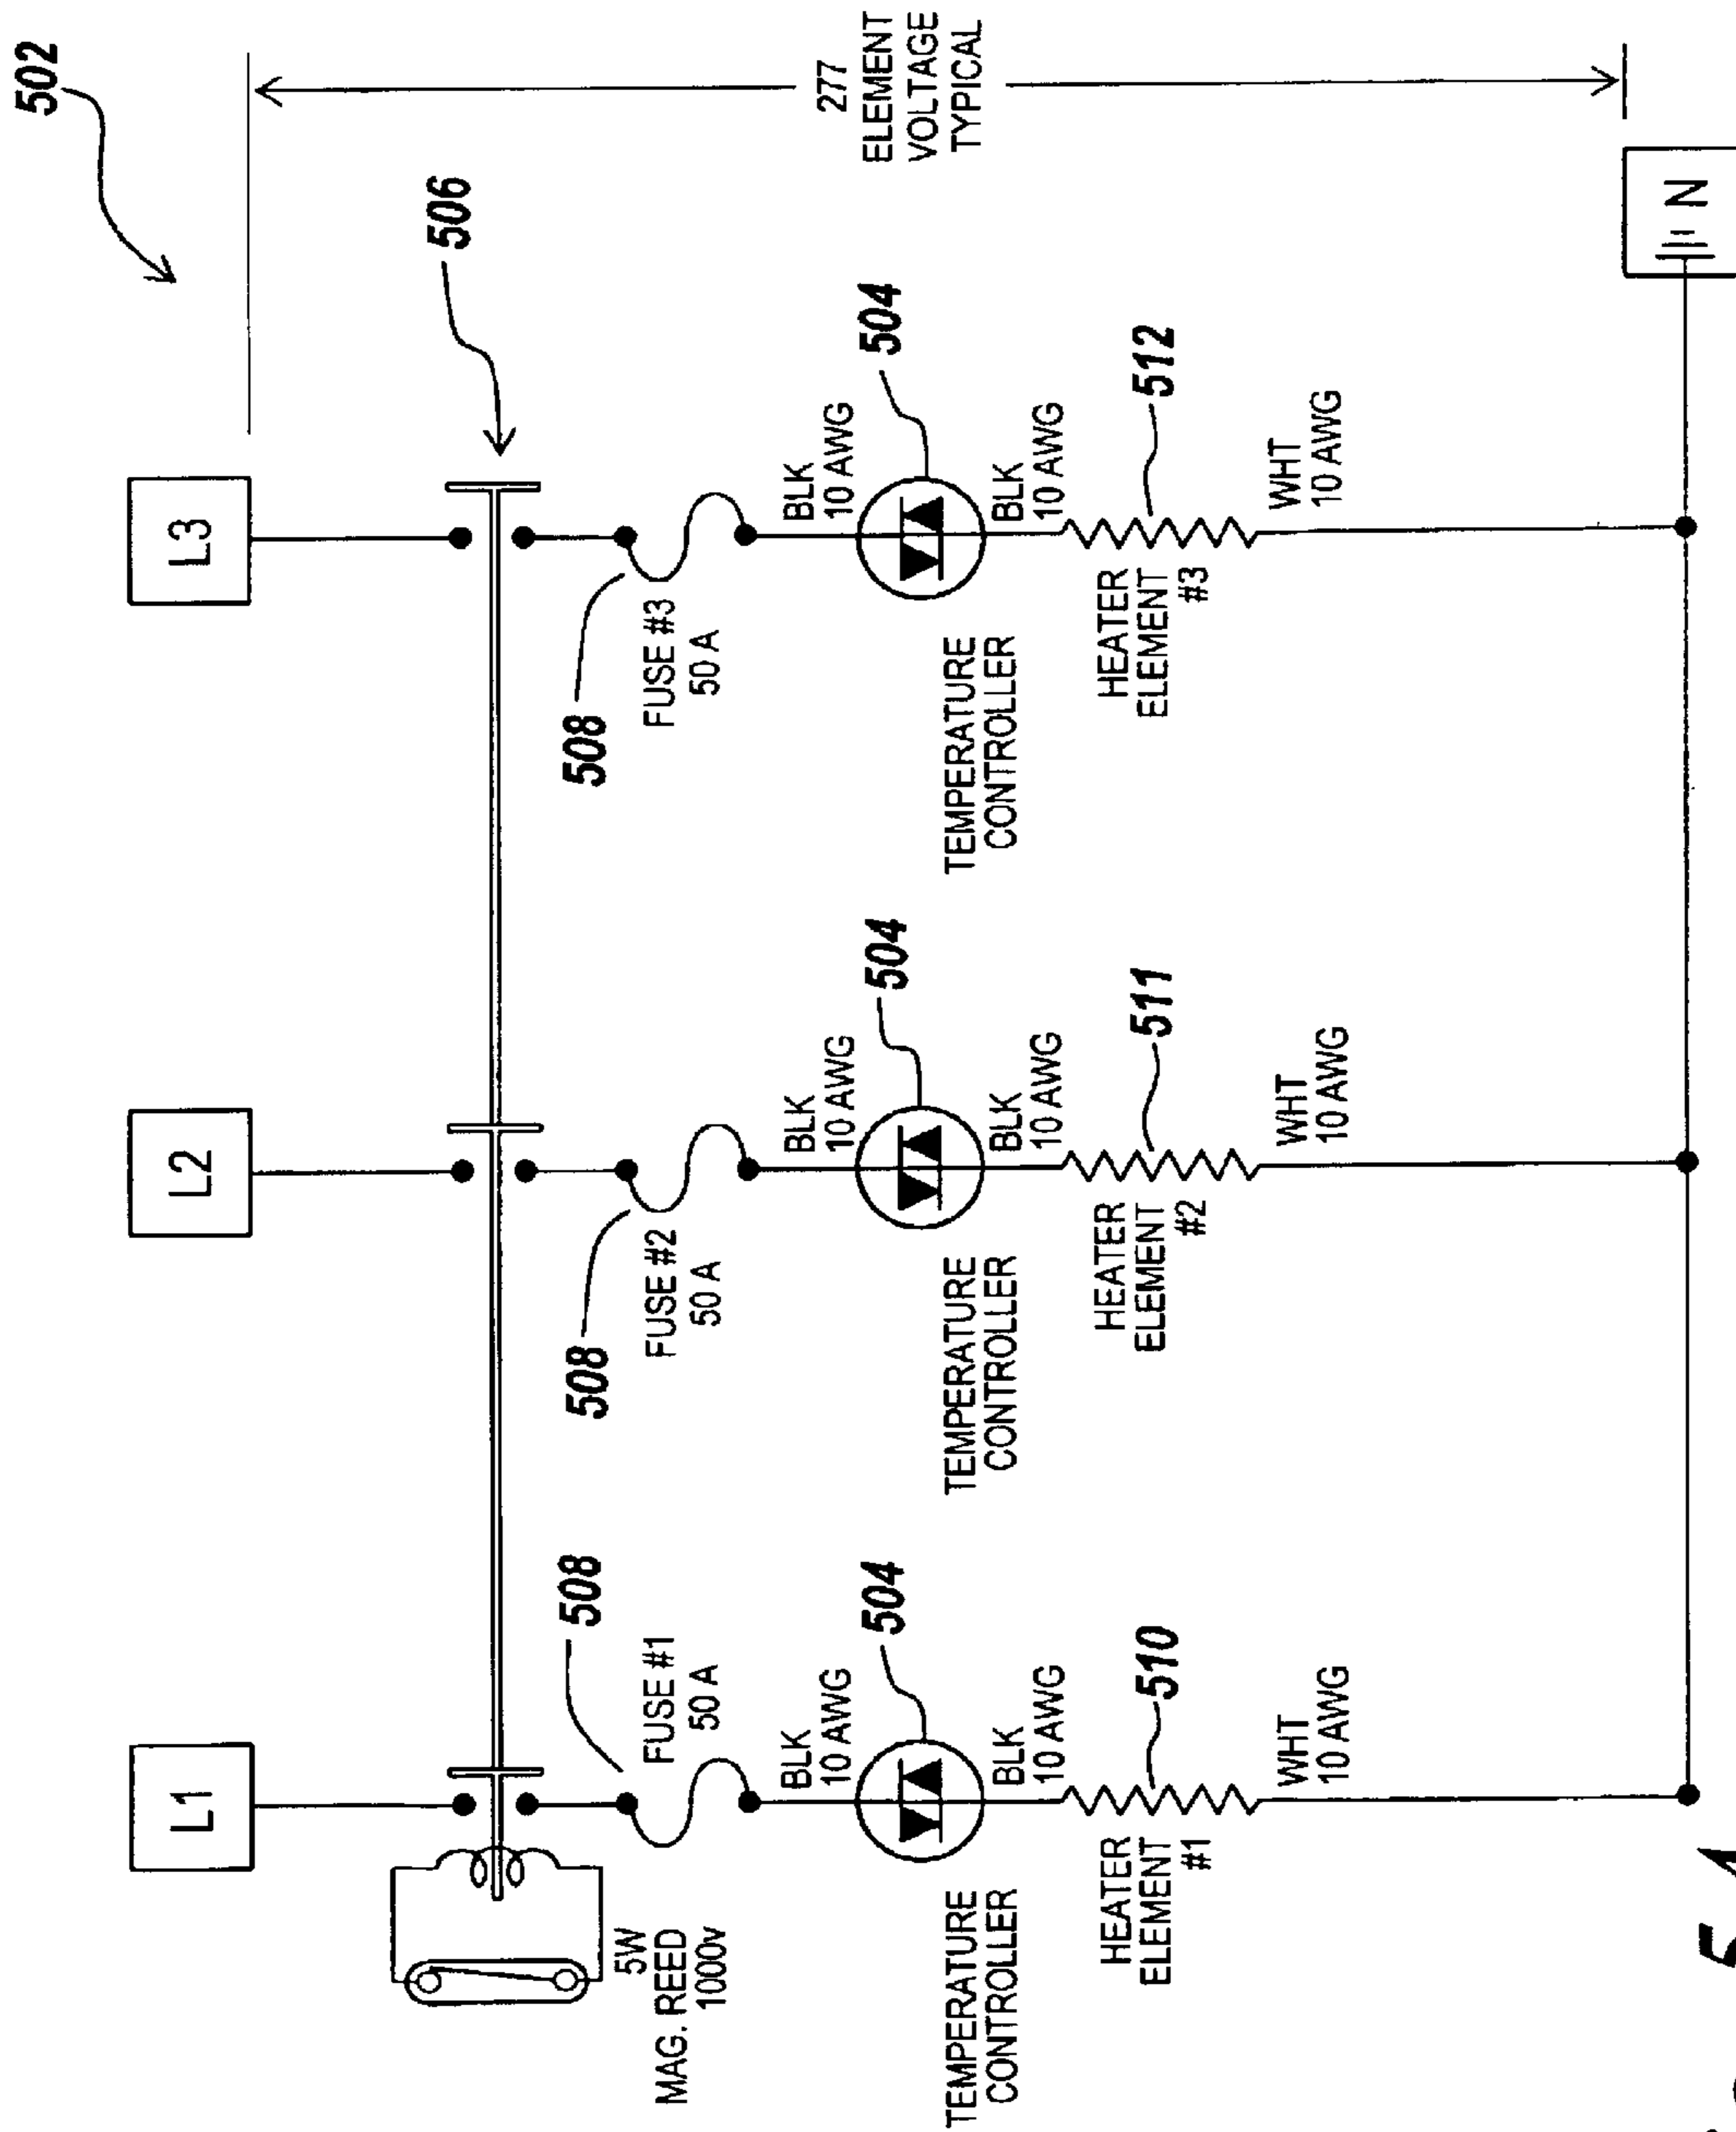 502
L1
L2
L3
506
277
ELEMENT
VOLTAGE
TYPICAL
5W
MAG. REED
1000v
508
FUSE #1
50 A
508
FUSE #2
50 A
508
FUSE #3
50 A
BLK
10 AWG
504
TEMPERATURE
CONTROLLER
BLK
10 AWG
BLK
10 AWG
504
TEMPERATURE
CONTROLLER
BLK
10 AWG
BLK
10 AWG
504
TEMPERATURE
CONTROLLER
BLK
10 AWG
HEATER
ELEMENT
#1
510
WHT
10 AWG
HEATER
ELEMENT
#2
511
WHT
10 AWG
HEATER
ELEMENT
#3
512
WHT
10 AWG
N